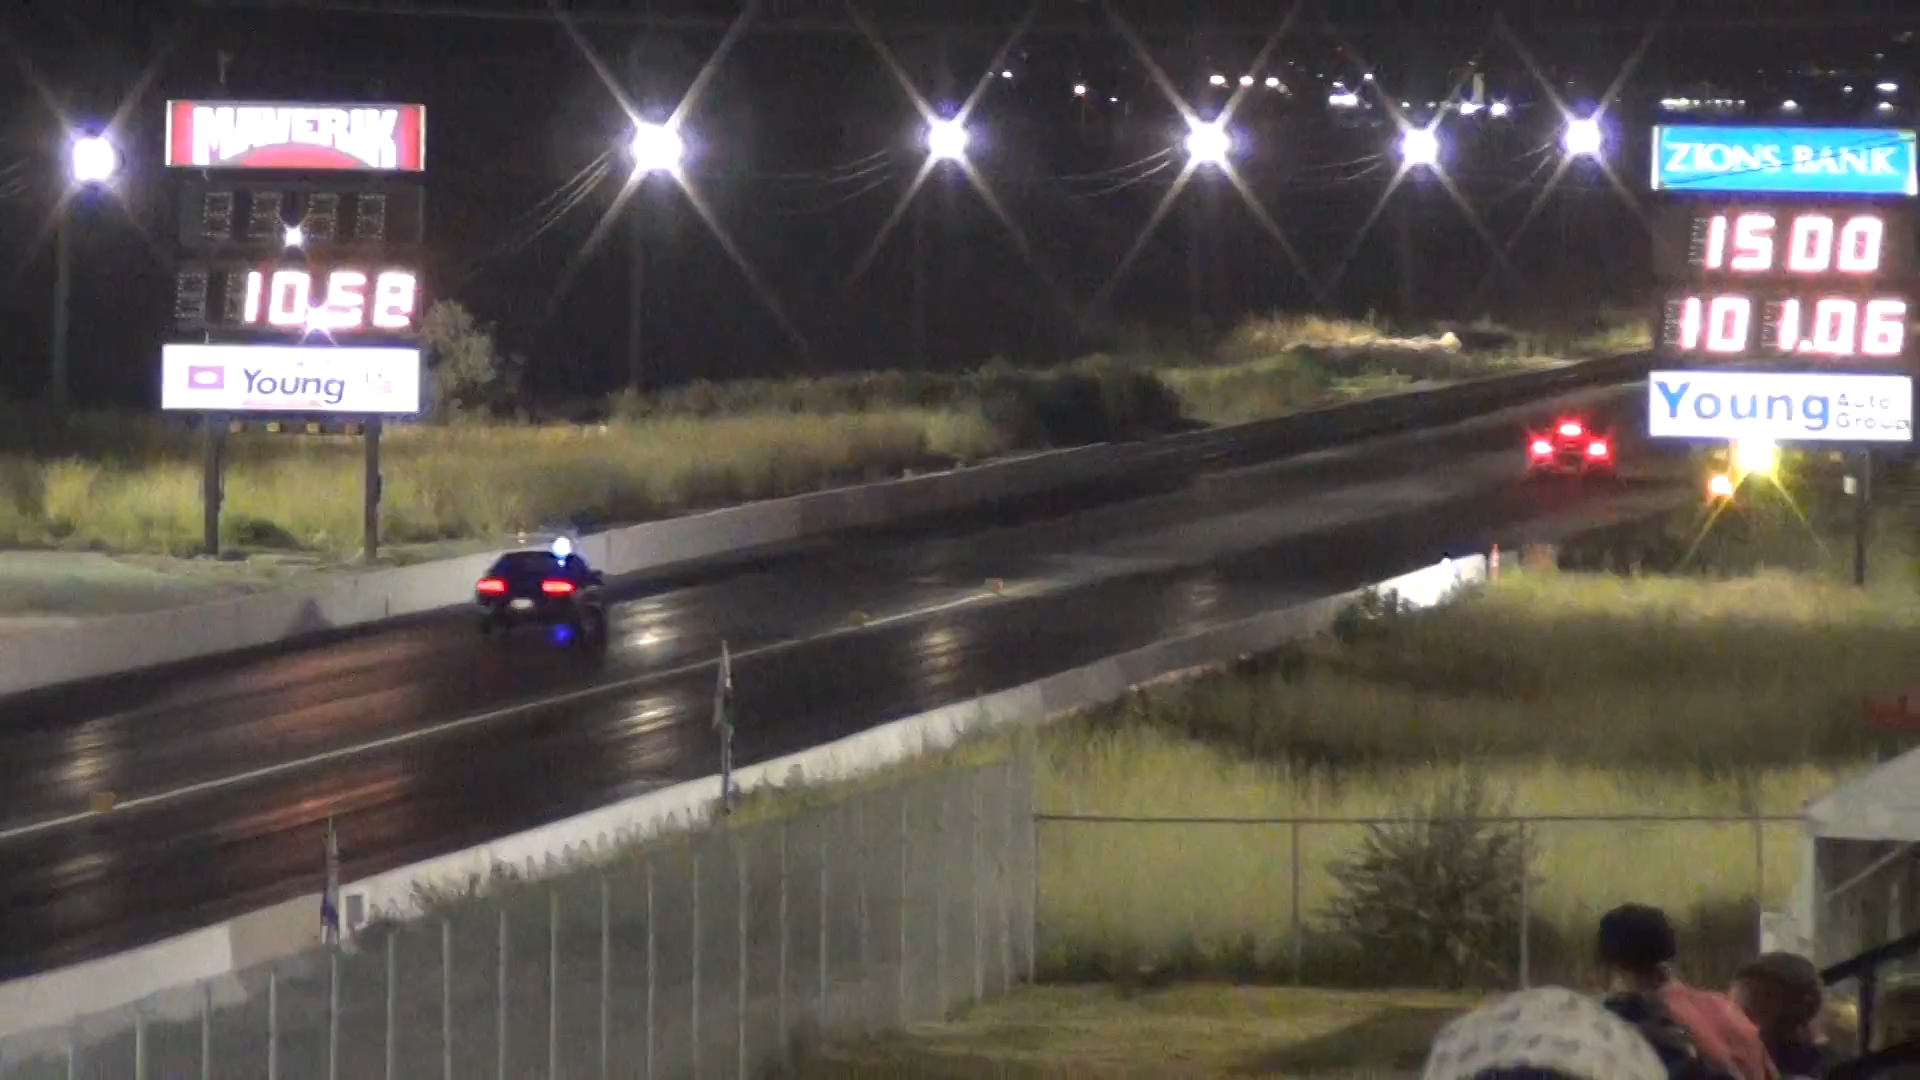 MAVERIK
10.58
Young
ZIONS BANK
15 00
101.06
Young Auto
Group